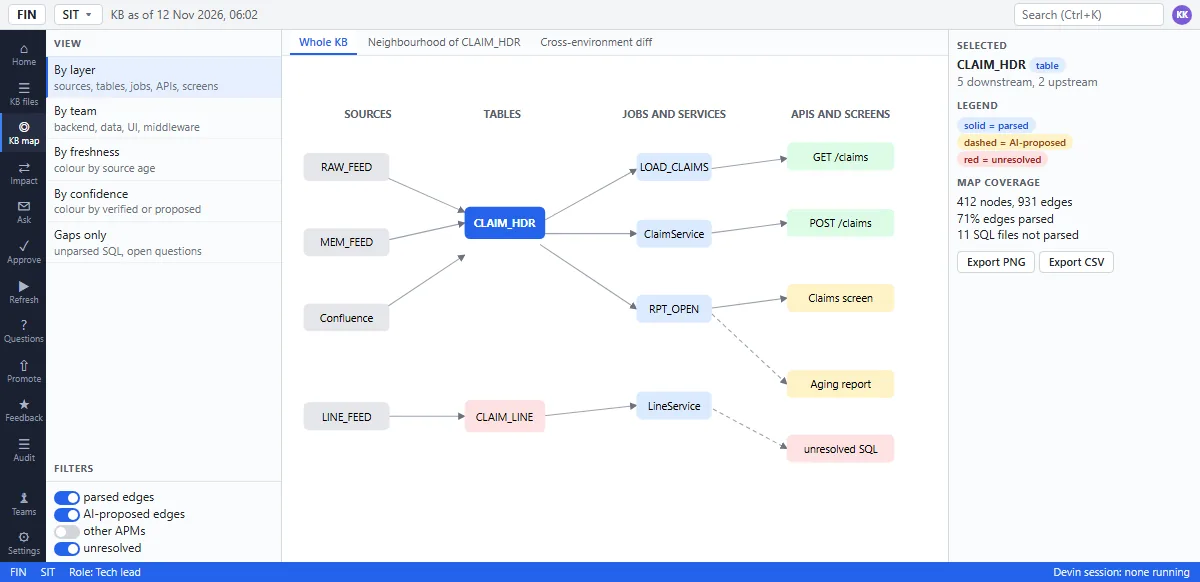 FIN
SIT
KB as of 12 Nov 2026, 06:02
Search (Ctrl+K)
KK
Home
KB files
KB map
Impact
Ask
Approve
Refresh
Questions
Promote
Feedback
Audit
Teams
Settings
VIEW
By layer
sources, tables, jobs, APIs, screens
By team
backend, data, UI, middleware
By freshness
colour by source age
By confidence
colour by verified or proposed
Gaps only
unparsed SQL, open questions
FILTERS
parsed edges
AI-proposed edges
other APMs
unresolved
Whole KB
Neighbourhood of CLAIM_HDR
Cross-environment diff
SOURCES
TABLES
JOBS AND SERVICES
APIS AND SCREENS
RAW_FEED
MEM_FEED
Confluence
LINE_FEED
CLAIM_HDR
CLAIM_LINE
LOAD_CLAIMS
ClaimService
RPT_OPEN
LineService
GET /claims
POST /claims
Claims screen
Aging report
unresolved SQL
SELECTED
CLAIM_HDR table
5 downstream, 2 upstream
LEGEND
solid = parsed
dashed = AI-proposed
red = unresolved
MAP COVERAGE
412 nodes, 931 edges
71% edges parsed
11 SQL files not parsed
Export PNG
Export CSV
FIN
SIT
Role: Tech lead
Devin session: none running